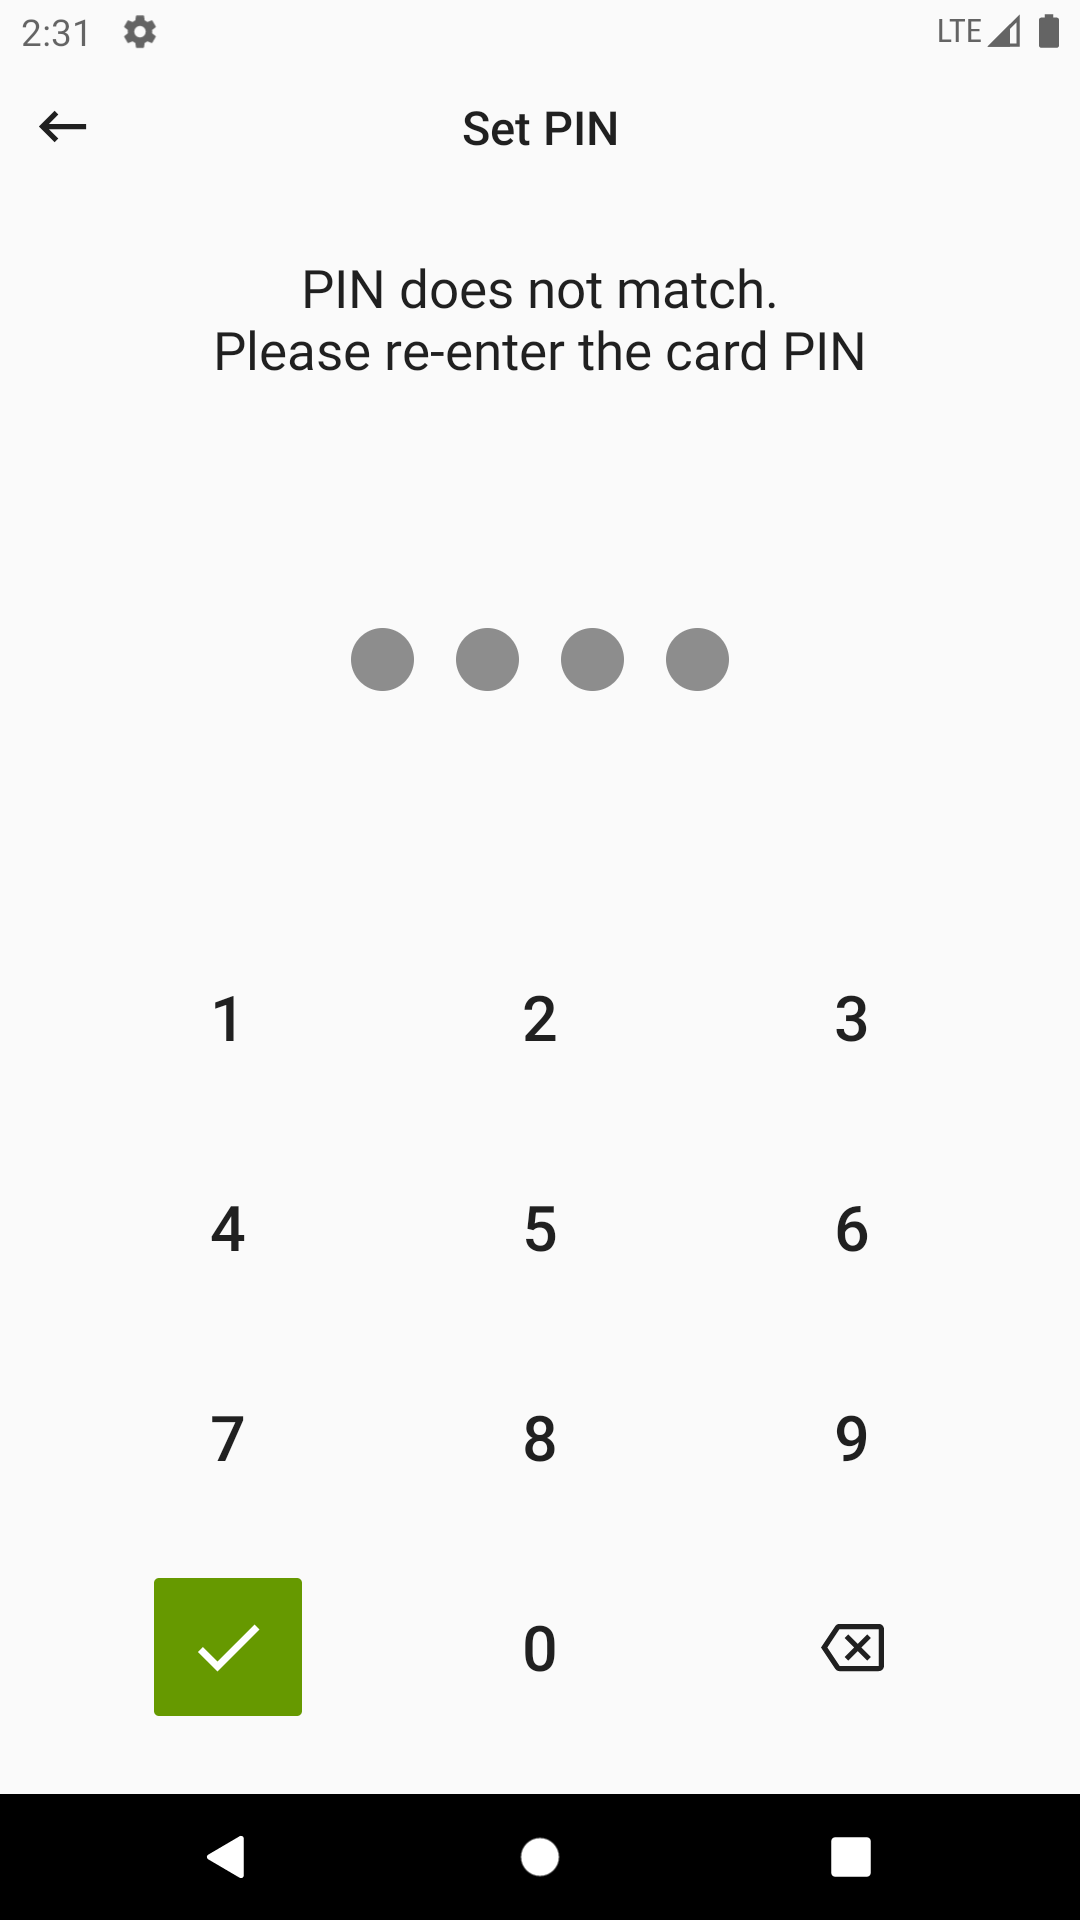 2:31
LTE
Set PIN
PIN does not match.
Please re-enter the card PIN
1 2 3
4 5 6
7 8 9
0